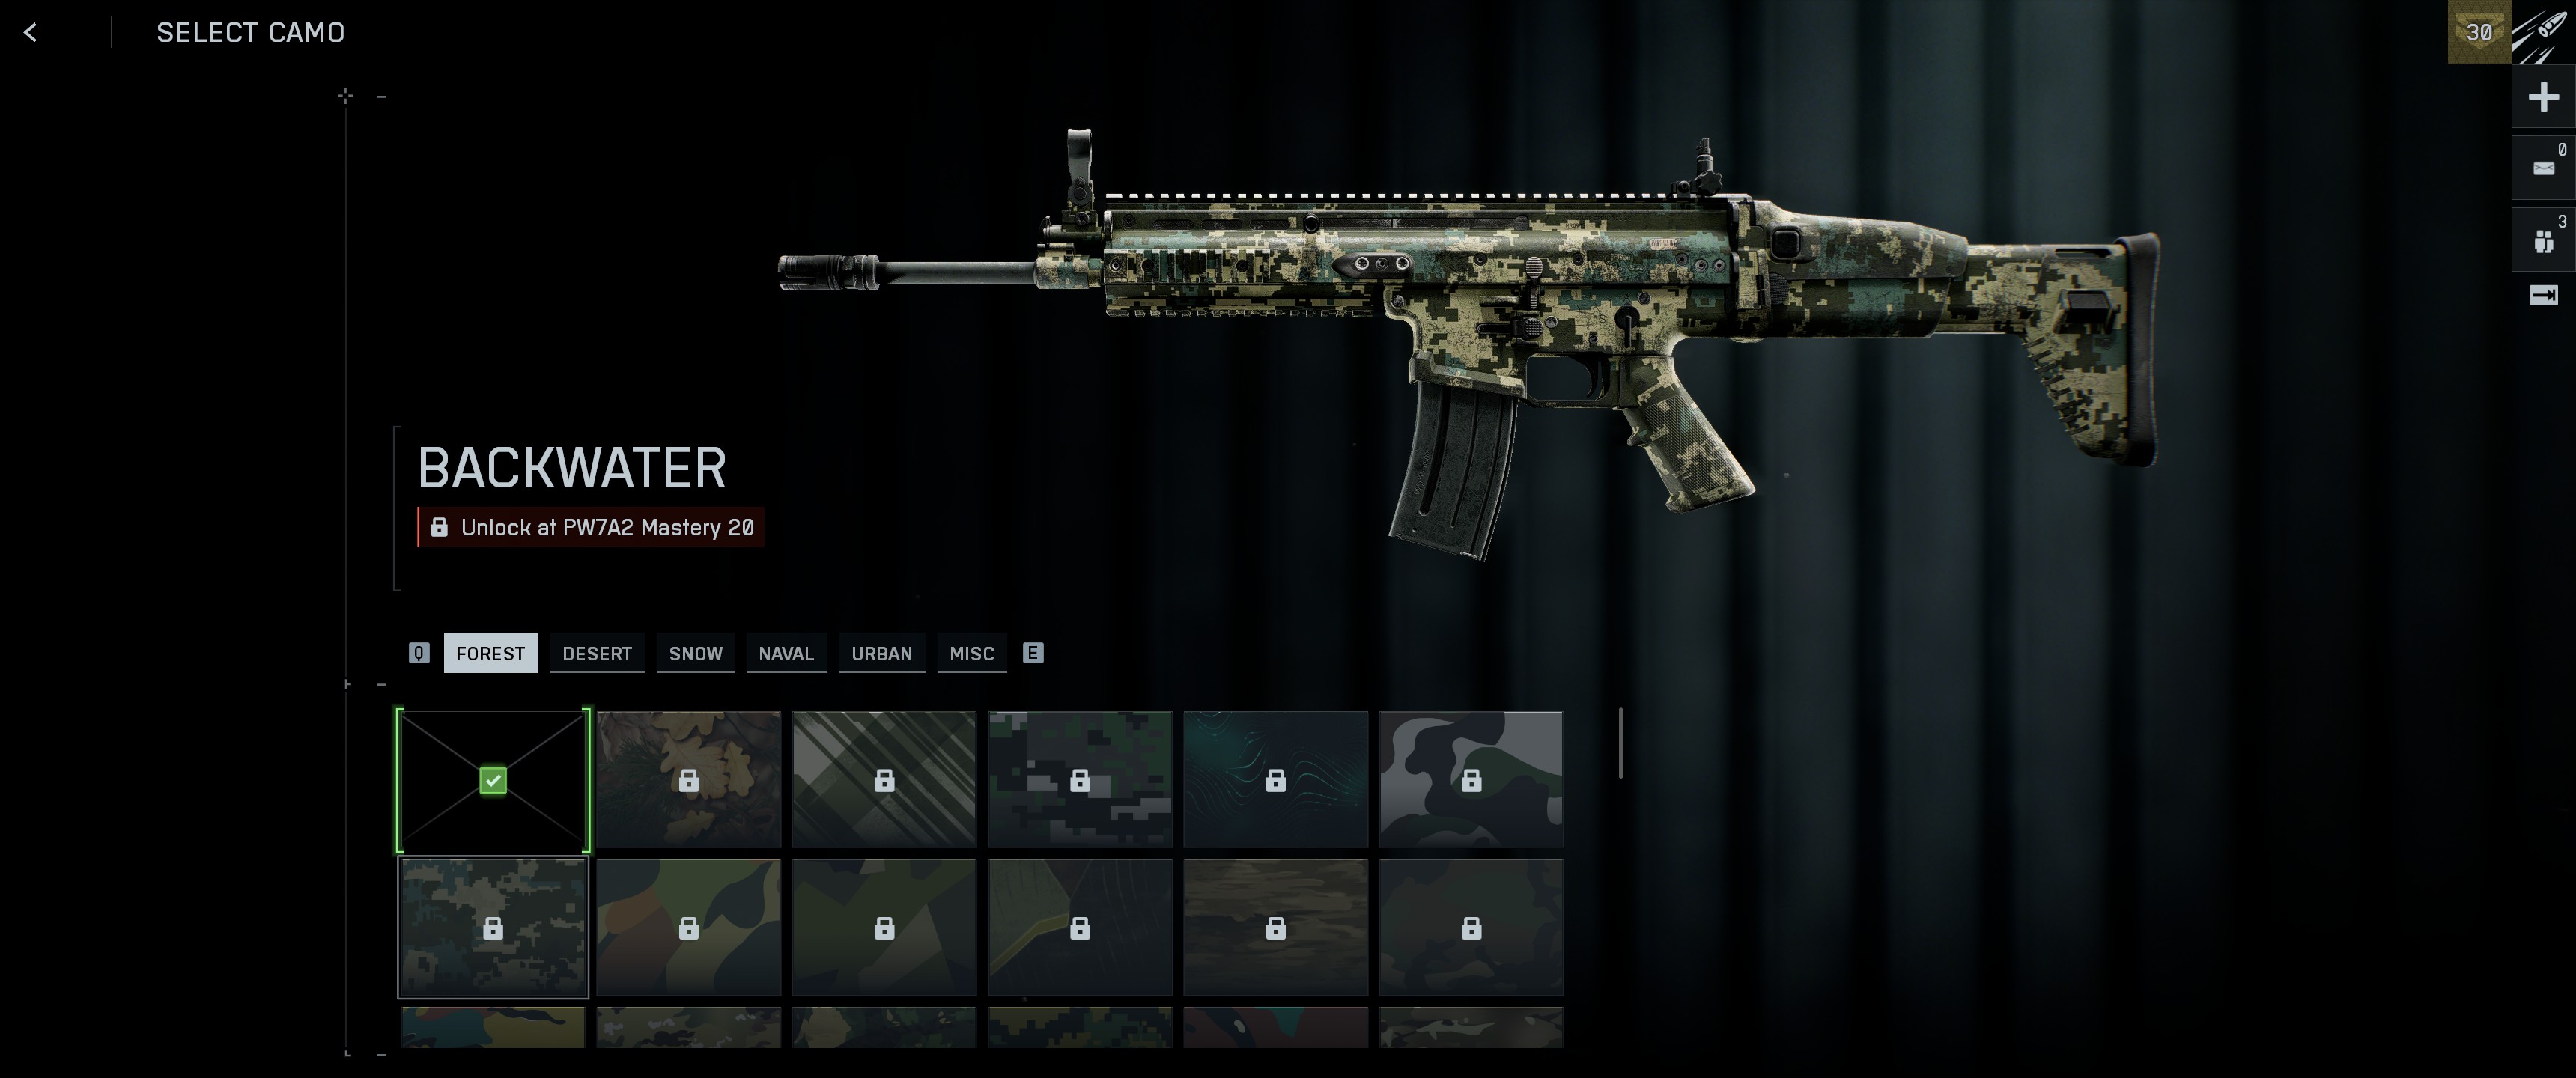 SELECT CAMO
30
0
3
BACKWATER
Unlock at PW7A2 Mastery 20
Q FOREST DESERT SNOW NAVAL URBAN MISC E